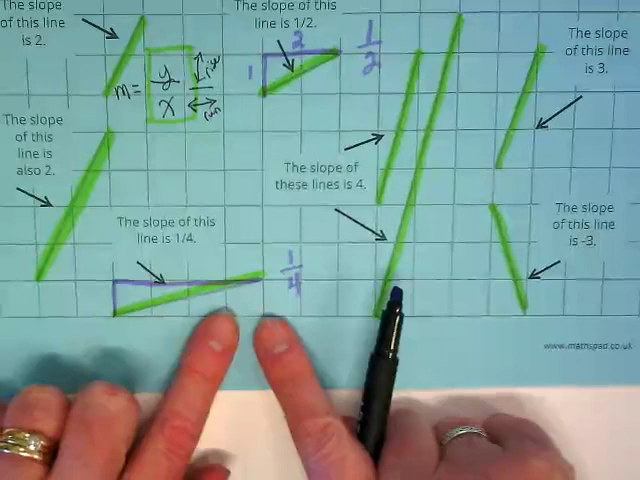 The slope
of this line
is 2.
The slope of this
line is 1/2.
2
1
1
2
m = y rise
x run
The slope
of this line
is 3.
The slope
of this
line is
also 2.
The slope of
these lines is 4.
The slope of this
line is 1/4.
1
4
The slope
of this line
is -3.
www.mathspad.co.uk